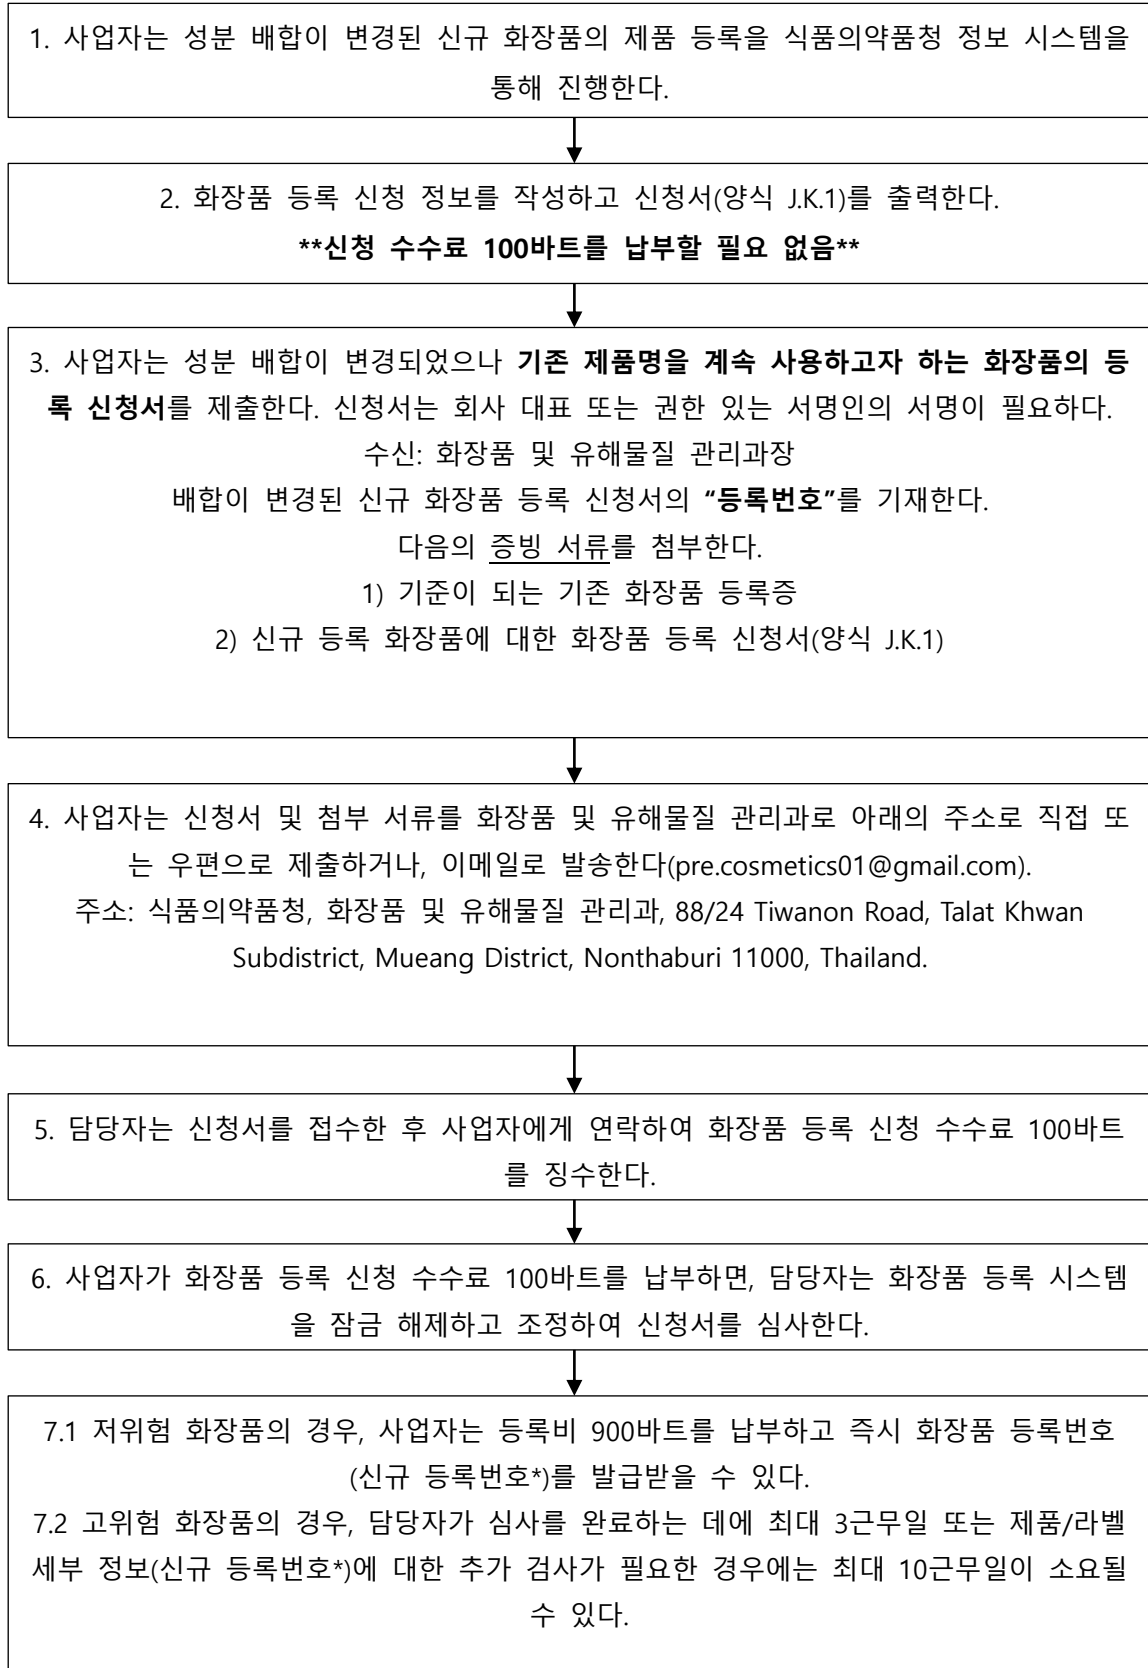 1. 사업자는 성분 배합이 변경된 신규 화장품의 제품 등록을 식품의약품청 정보 시스템을
통해 진행한다.
2. 화장품 등록 신청 정보를 작성하고 신청서(양식 J.K.1)를 출력한다.
**신청 수수료 100바트를 납부할 필요 없음**
3. 사업자는 성분 배합이 변경되었으나 기존 제품명을 계속 사용하고자 하는 화장품의 등
록 신청서를 제출한다. 신청서는 회사 대표 또는 권한 있는 서명인의 서명이 필요하다.
수신: 화장품 및 유해물질 관리과장
배합이 변경된 신규 화장품 등록 신청서의 “등록번호”를 기재한다.
다음의 증빙 서류를 첨부한다.
1) 기준이 되는 기존 화장품 등록증
2) 신규 등록 화장품에 대한 화장품 등록 신청서(양식 J.K.1)
4. 사업자는 신청서 및 첨부 서류를 화장품 및 유해물질 관리과로 아래의 주소로 직접 또
는 우편으로 제출하거나, 이메일로 발송한다(pre.cosmetics01@gmail.com).
주소: 식품의약품청, 화장품 및 유해물질 관리과, 88/24 Tiwanon Road, Talat Khwan
Subdistrict, Mueang District, Nonthaburi 11000, Thailand.
5. 담당자는 신청서를 접수한 후 사업자에게 연락하여 화장품 등록 신청 수수료 100바트
를 징수한다.
6. 사업자가 화장품 등록 신청 수수료 100바트를 납부하면, 담당자는 화장품 등록 시스템
을 잠금 해제하고 조정하여 신청서를 심사한다.
7.1 저위험 화장품의 경우, 사업자는 등록비 900바트를 납부하고 즉시 화장품 등록번호
(신규 등록번호*)를 발급받을 수 있다.
7.2 고위험 화장품의 경우, 담당자가 심사를 완료하는 데에 최대 3근무일 또는 제품/라벨
세부 정보(신규 등록번호*)에 대한 추가 검사가 필요한 경우에는 최대 10근무일이 소요될
수 있다.